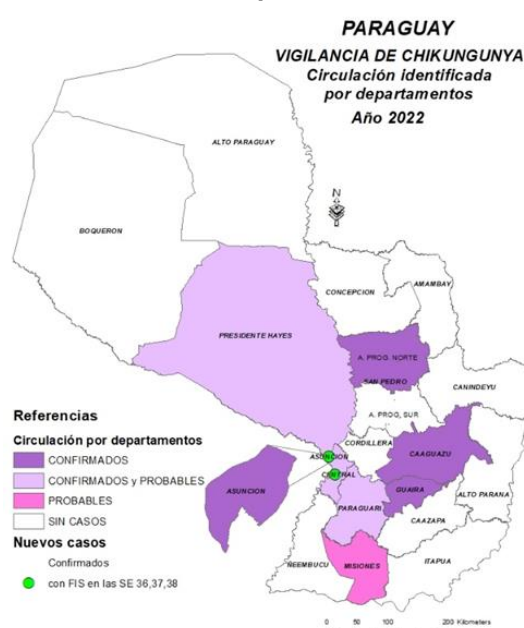 PARAGUAY
VIGILANCIA DE CHIKUNGUNYA
Circulación identificada
por departamentos
Año 2022
ALTO PARAGUAY
N
BOQUERON
CONCEPCION
AMAMBAY
PRESIDENTE HAYES
A. PROG. NORTE
SAN PEDRO
CANINDEYU
A. PROG, SUR
CORDILLERA
ASUNCION
CAAGUAZU
CENTRAL
ASUNCION
GUAIRA
ALTO PARANA
PARAGUARI
CAAZAPA
ÑEEMBUCU
MISIONES
ITAPUA
Referencias
Circulación por departamentos
CONFIRMADOS
CONFIRMADOS y PROBABLES
PROBABLES
SIN CASOS
Nuevos casos
Confirmados
con FIS en las SE 36,37,38
0 50 100 200 Kilometers